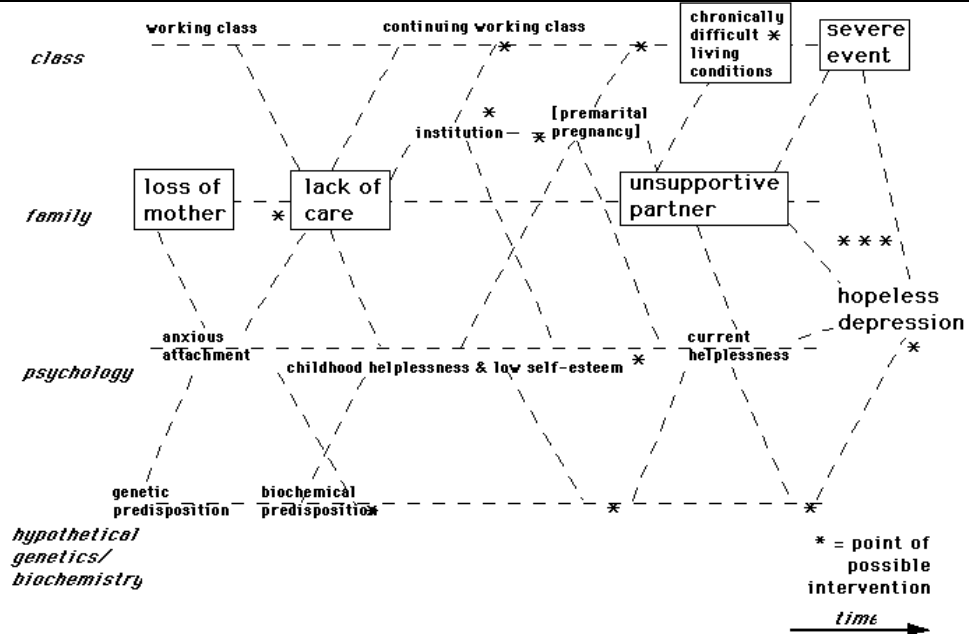 working class
continuing working class
chronically
difficult *
living
conditions
severe
event
class
*
*
*
institution
*
[premarital
pregnancy]
loss of
mother
lack of
care
unsupportive
partner
family
*
* * *
hopeless
depression
anxious
attachment
current
helplessness
*
psychology
childhood helplessness & low self-esteem *
genetic
predisposition
biochemical
predisposition
*
*
*
hypothetical
genetics/
biochemistry
* = point of
possible
intervention
time